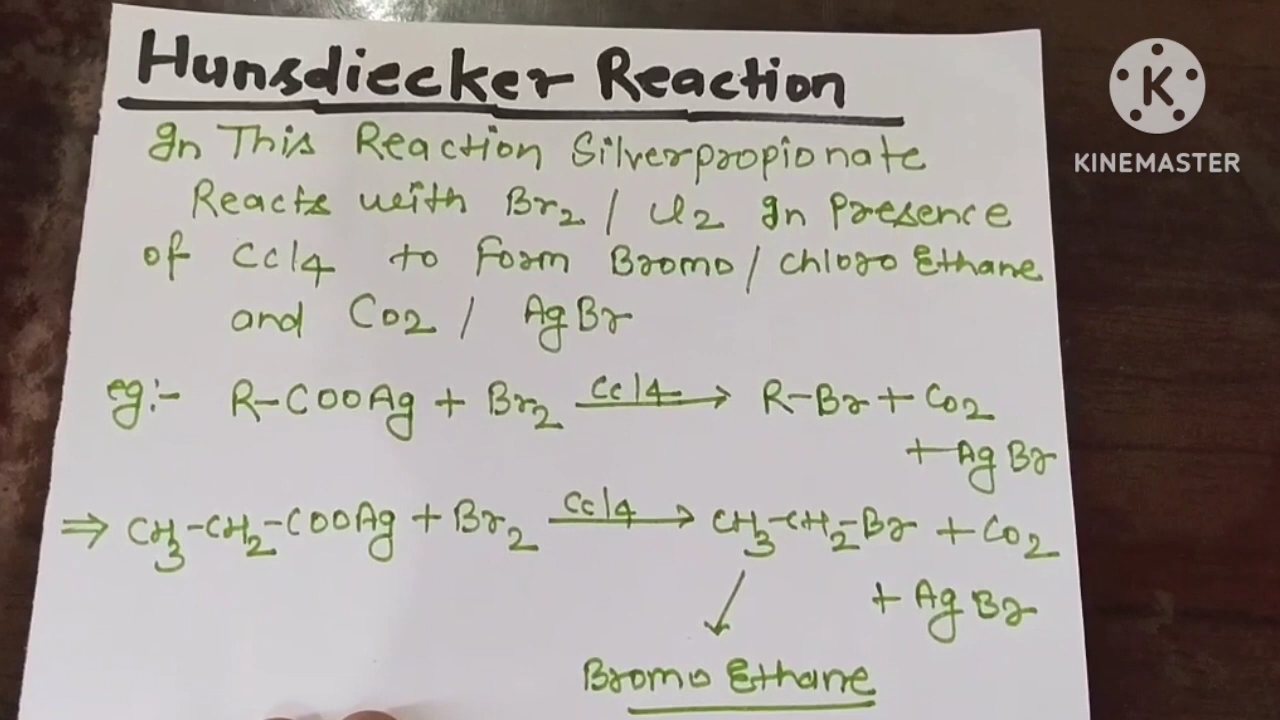 Hunsdiecker Reaction
In This Reaction Silverpropionate
Reacts with Br2 / Cl2 In Presence
of CCl4 to Form Bromo / chloro Ethane
and CO2 / AgBr
eg:- R-COOAg + Br2 CCl4 → R-Br + CO2
+ AgBr
⇒ CH3-CH2-COOAg + Br2 CCl4 → CH3-CH2-Br + CO2
+ AgBr
Bromo Ethane
K
KINEMASTER